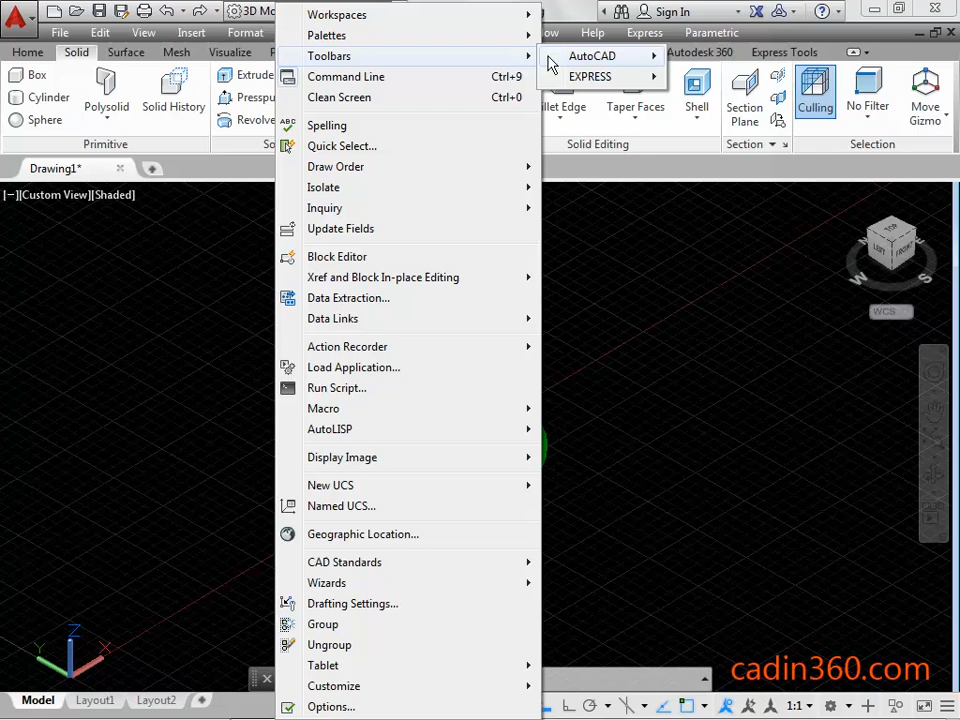 3D Mo
Sign In
File Edit View Insert Format
ow Help Express Parametric
Home Solid Surface Mesh Visualize
Autodesk 360 Express Tools
Box
Cylinder
Sphere
Polysolid
Solid History
Extrude
Presspu
Revolve
llet Edge
Taper Faces
Shell
Section
Plane
Culling
No Filter
Move
Gizmo
Primitive
So
Solid Editing
Section
Selection
Drawing1*
[−][Custom View][Shaded]
Workspaces
Palettes
Toolbars
Command Line Ctrl+9
Clean Screen Ctrl+0
ABC
Spelling
Quick Select...
Draw Order
Isolate
Inquiry
Update Fields
Block Editor
Xref and Block In-place Editing
Data Extraction...
Data Links
Action Recorder
Load Application...
Run Script...
Macro
AutoLISP
Display Image
New UCS
Named UCS...
Geographic Location...
CAD Standards
Wizards
Drafting Settings...
Group
Ungroup
Tablet
Customize
Options...
AutoCAD
EXPRESS
TOP
LEFT
FRONT
N
E
W
S
WCS
Z
Y
X
cadin360.com
Model Layout1 Layout2
1:1